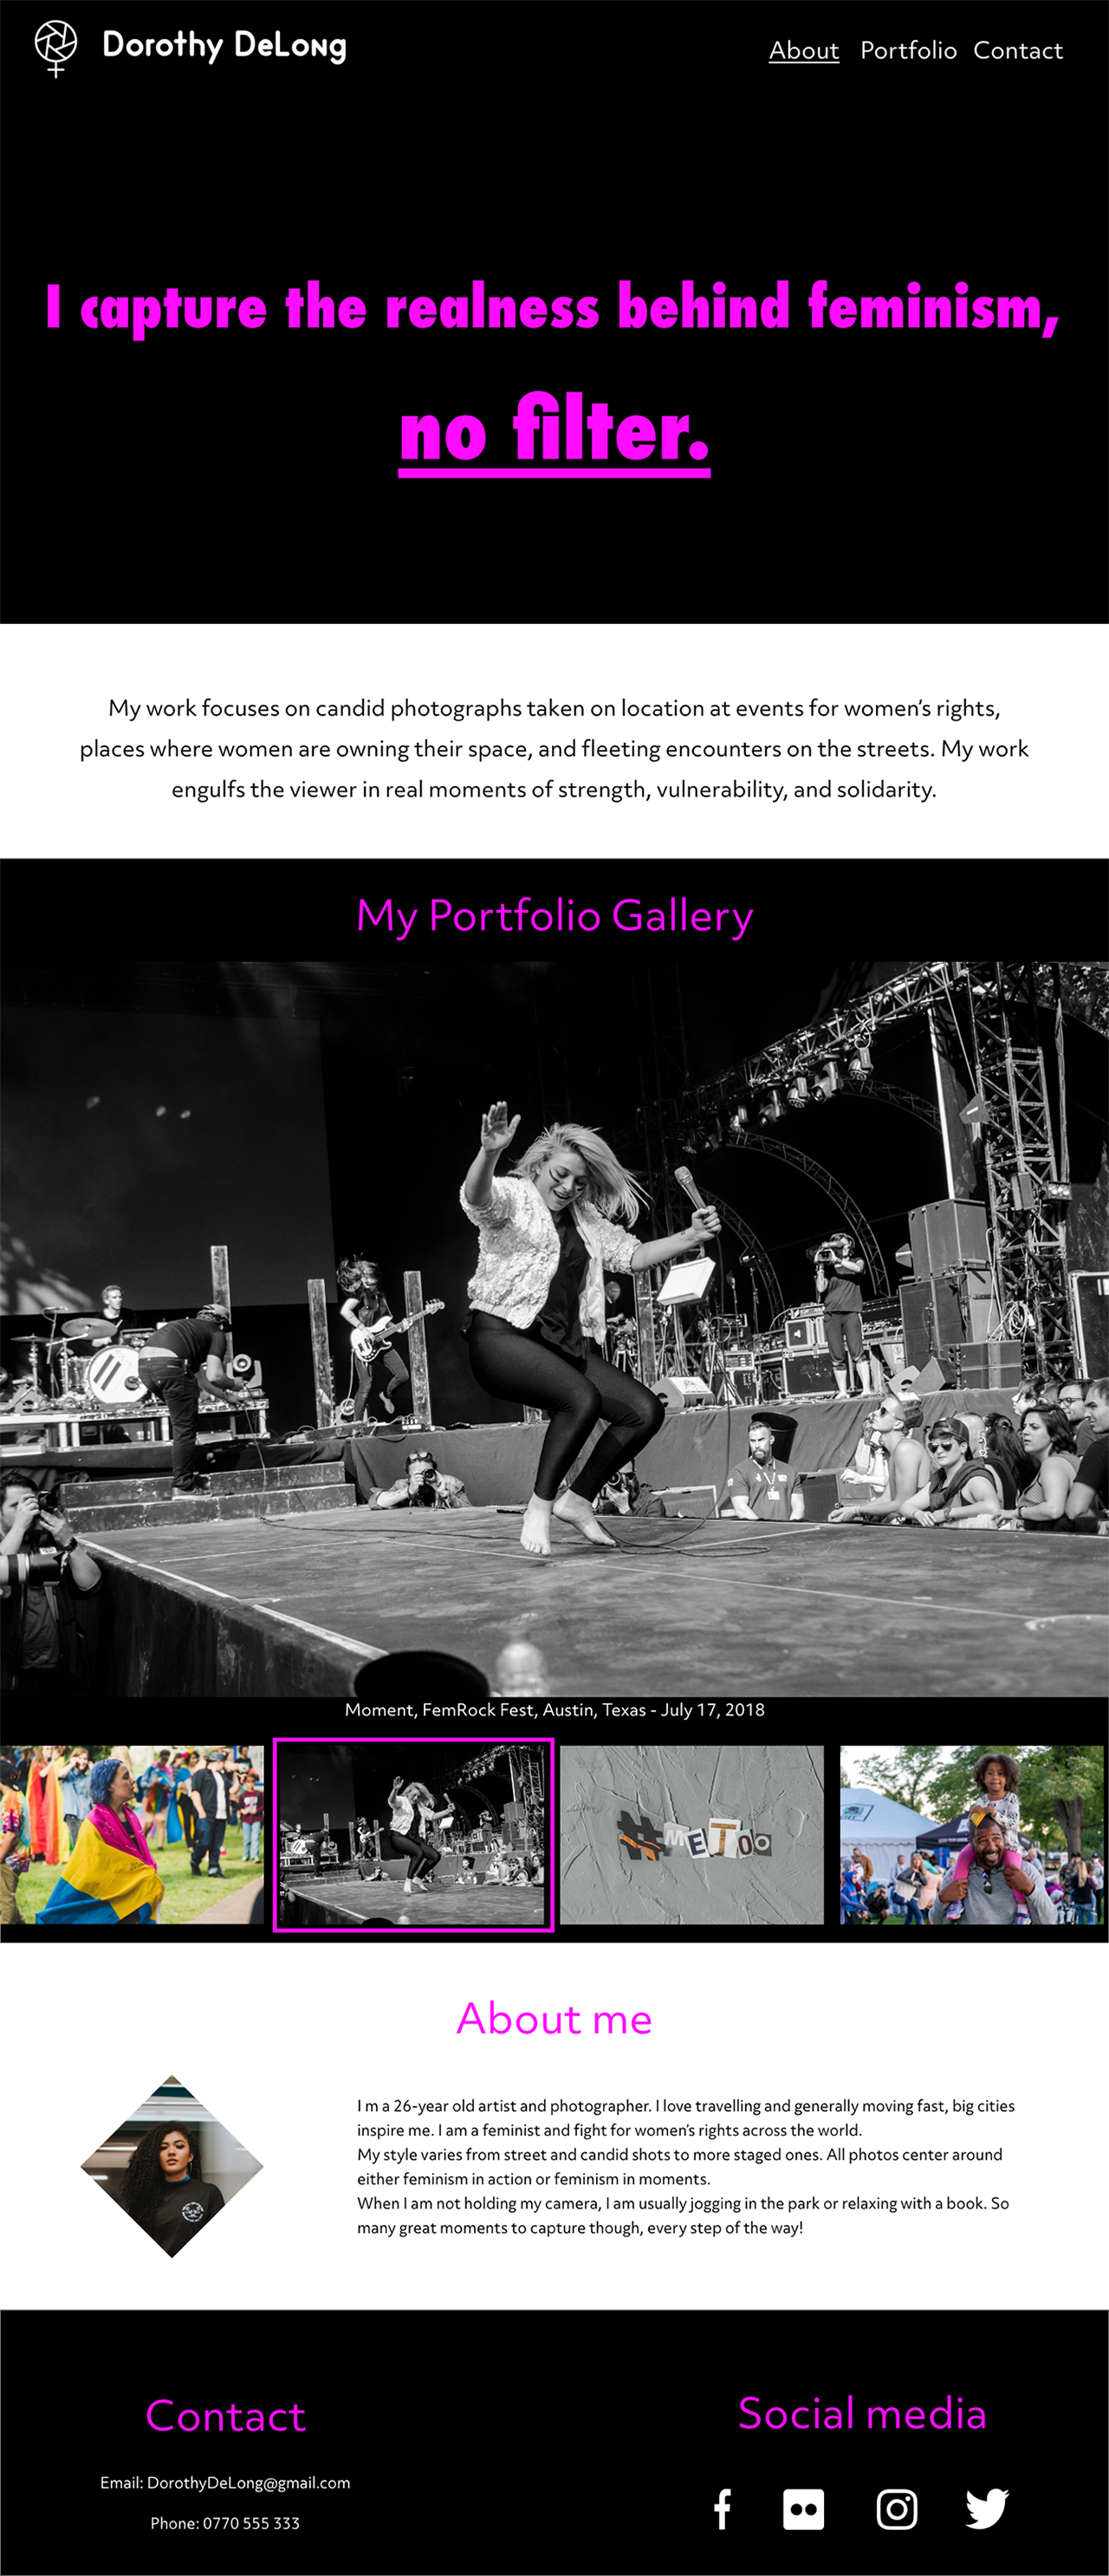 Dorothy DeLong
About Portfolio Contact
I capture the realness behind feminism,
no filter.
My work focuses on candid photographs taken on location at events for women’s rights,
places where women are owning their space, and fleeting encounters on the streets. My work
engulfs the viewer in real moments of strength, vulnerability, and solidarity.
My Portfolio Gallery
Moment, FemRock Fest, Austin, Texas - July 17, 2018
#METOO
About me
I m a 26-year old artist and photographer. I love travelling and generally moving fast, big cities
inspire me. I am a feminist and fight for women’s rights across the world.
My style varies from street and candid shots to more staged ones. All photos center around
either feminism in action or feminism in moments.
When I am not holding my camera, I am usually jogging in the park or relaxing with a book. So
many great moments to capture though, every step of the way!
Contact
Social media
Email: DorothyDeLong@gmail.com
Phone: 0770 555 333